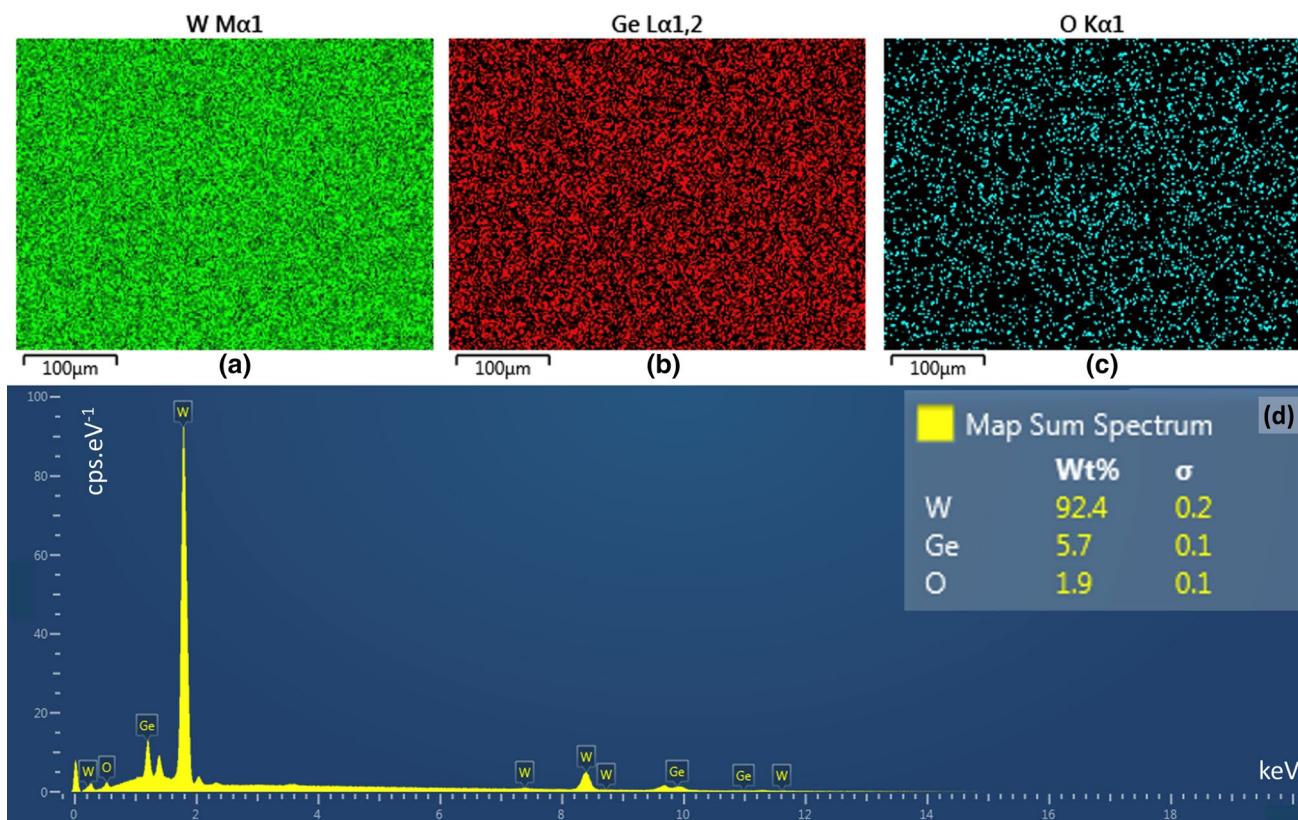 W Mα1
Ge Lα1,2
O Kα1
100µm
(a)
100µm
(b)
100µm
(c)
(d)
Map Sum Spectrum
Wt% σ
W 92.4 0.2
Ge 5.7 0.1
O 1.9 0.1
cps.eV-1
100
80
60
40
20
0
W
Ge
W
O
W
W
W
Ge
Ge
W
keV
0 2 4 6 8 10 12 14 16 18